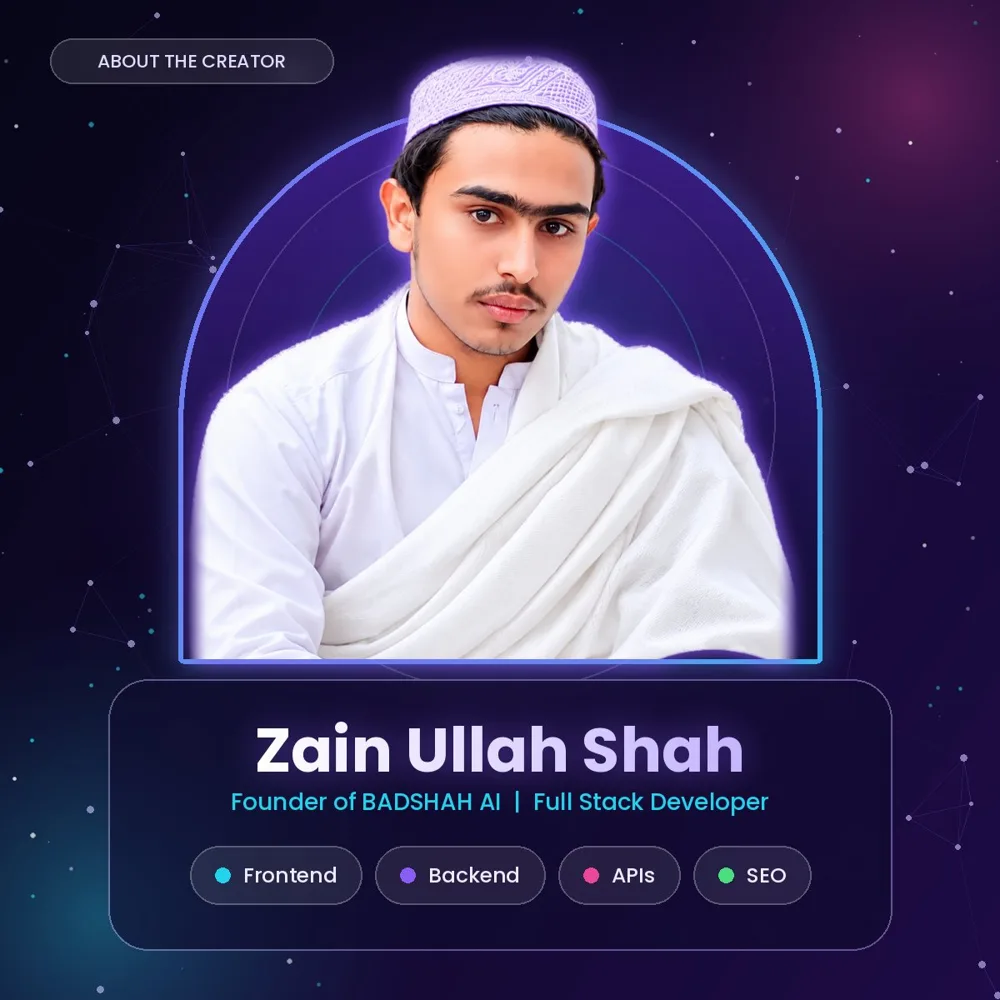 ABOUT THE CREATOR
Zain Ullah Shah
Founder of BADSHAH AI | Full Stack Developer
Frontend Backend APIs SEO